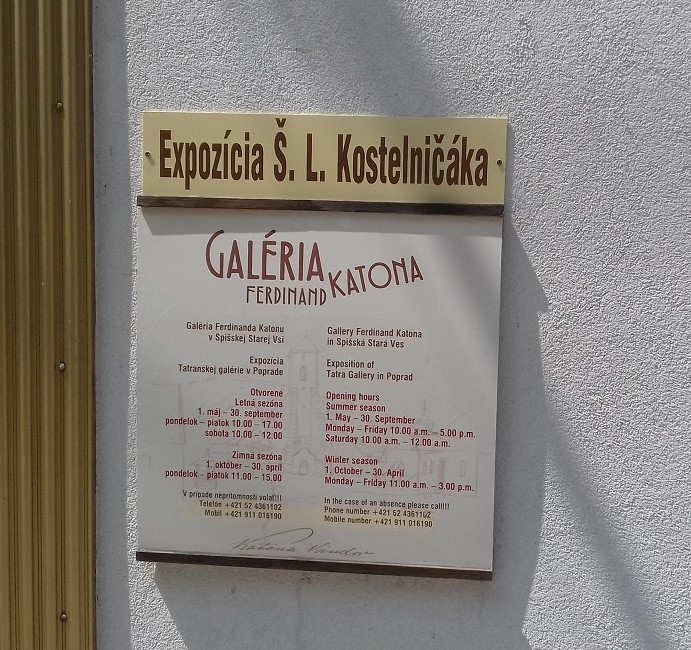 Expozícia Š. L. Kostelničáka
GALÉRIA
FERDINAND KATONA
Galéria Ferdinanda Katonu
v Spišskej Starej Vsi
Expozícia
Tatranskej galérie v Poprade
Otvorené
Letná sezóna
1. máj – 30. september
pondelok – piatok 10.00 – 17.00
sobota 10.00 – 12.00
Zimná sezóna
1. október – 30. apríl
pondelok – piatok 11.00 – 15.00
V prípade neprítomnosti volať!!!
Telefón +421 52 4361102
Mobil +421 911 016190
Gallery Ferdinand Katona
in Spišská Stará Ves
Exposition of
Tatra Gallery in Poprad
Opening hours
Summer season
1. May – 30. September
Monday – Friday 10.00 a.m. – 5.00 p.m.
Saturday 10.00 a.m. – 12.00 a.m.
Winter season
1. October – 30. April
Monday – Friday 11.00 a.m. – 3.00 p.m.
In the case of an absence please call!!!
Phone number +421 52 4361102
Mobile number +421 911 016190
Katona Nándor